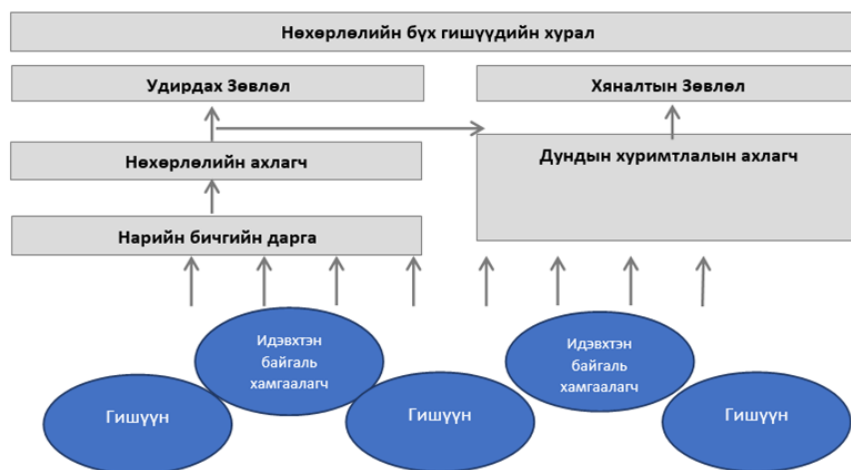 Нөхөрлөлийн бүх гишүүдийн хурал
Удирдах Зөвлөл
Хяналтын Зөвлөл
Нөхөрлөлийн ахлагч
Дундын хуримтлалын ахлагч
Нарийн бичгийн дарга
Идэвхтэн
байгаль
хамгаалагч
Идэвхтэн
байгаль
хамгаалагч
Гишүүн
Гишүүн
Гишүүн